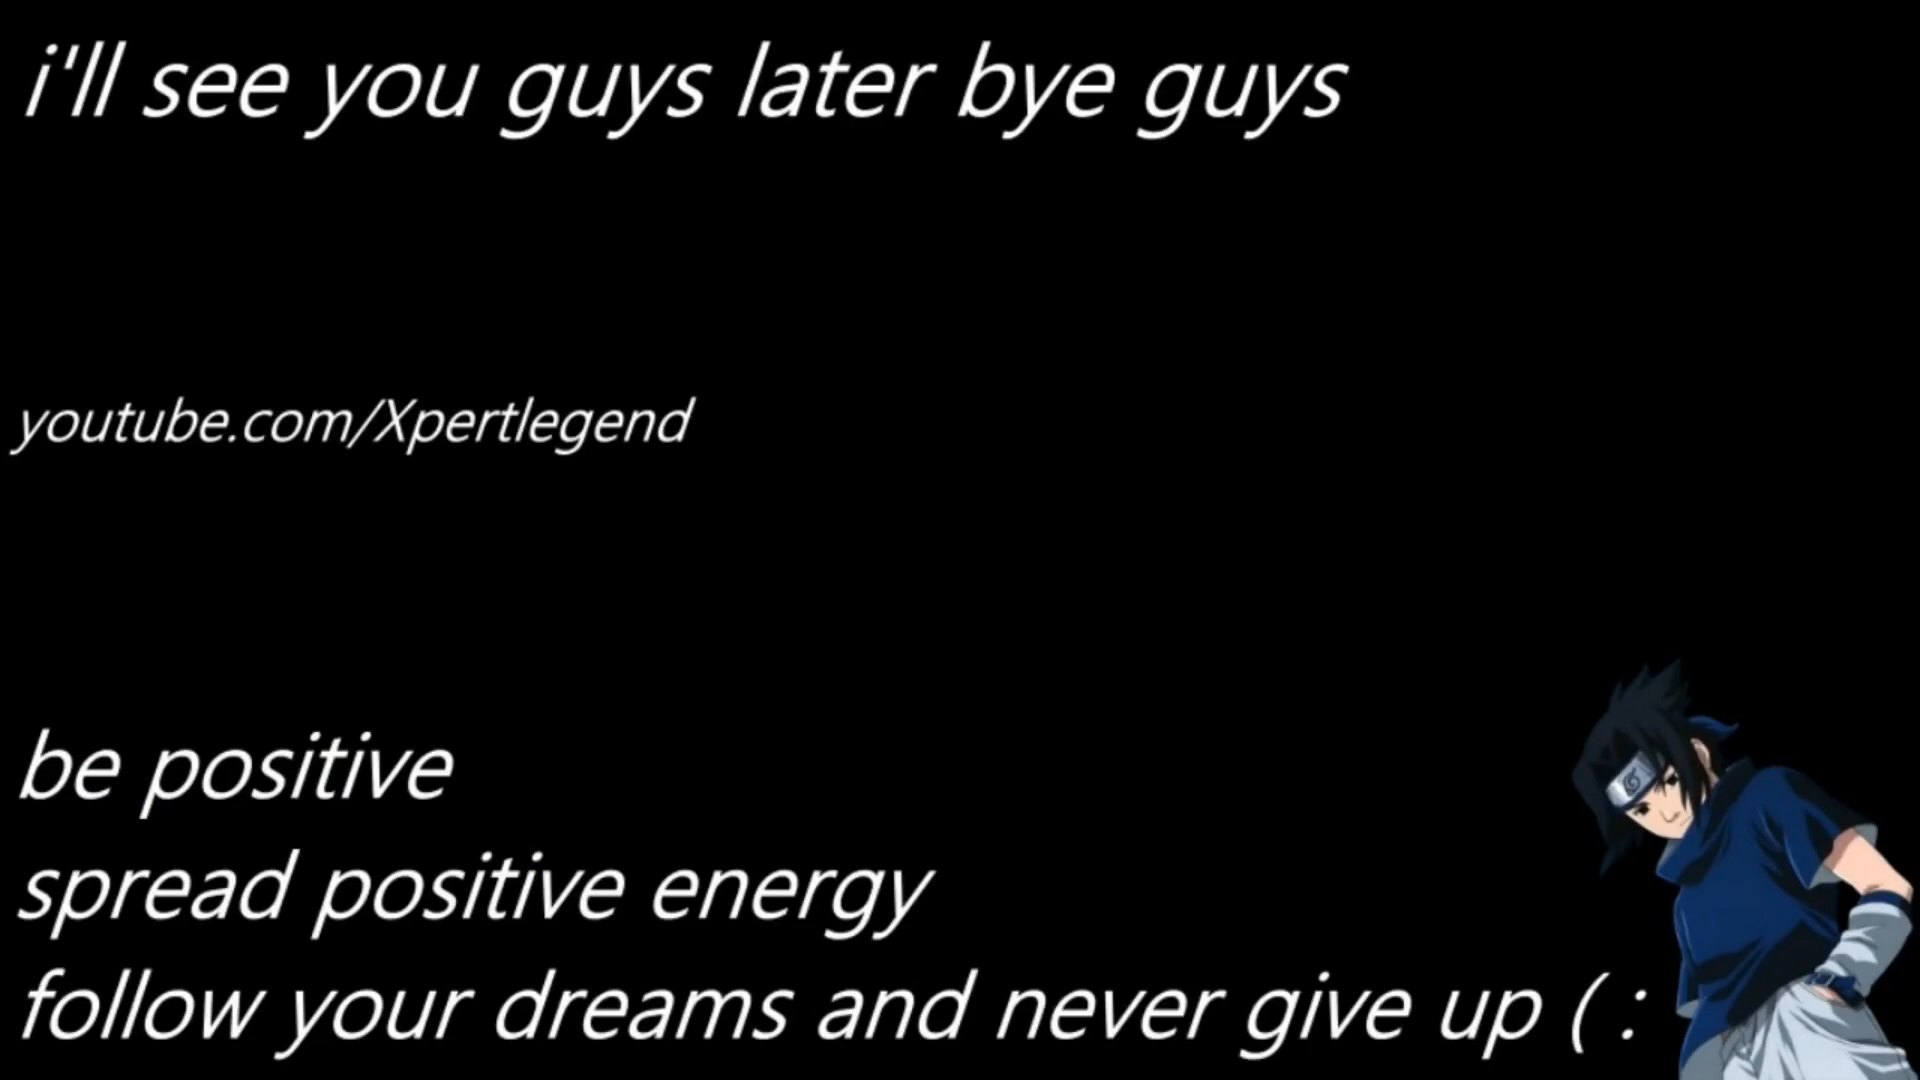 i'll see you guys later bye guys
youtube.com/Xpertlegend
be positive
spread positive energy
follow your dreams and never give up ( :